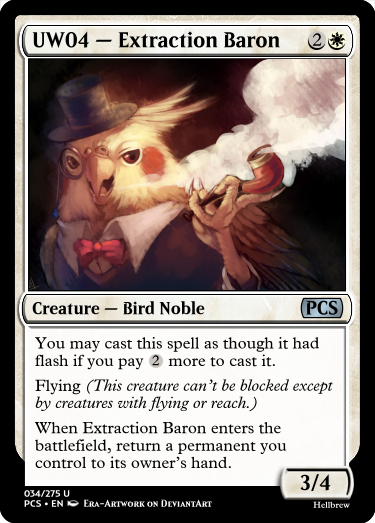 UW04 — Extraction Baron 2
Creature — Bird Noble PCS
You may cast this spell as though it had
flash if you pay 2 more to cast it.
Flying (This creature can't be blocked except
by creatures with flying or reach.)
When Extraction Baron enters the
battlefield, return a permanent you
control to its owner's hand.
3/4
034/275 U
PCS • EN Era-Artwork on DeviantArt
Hellbrew